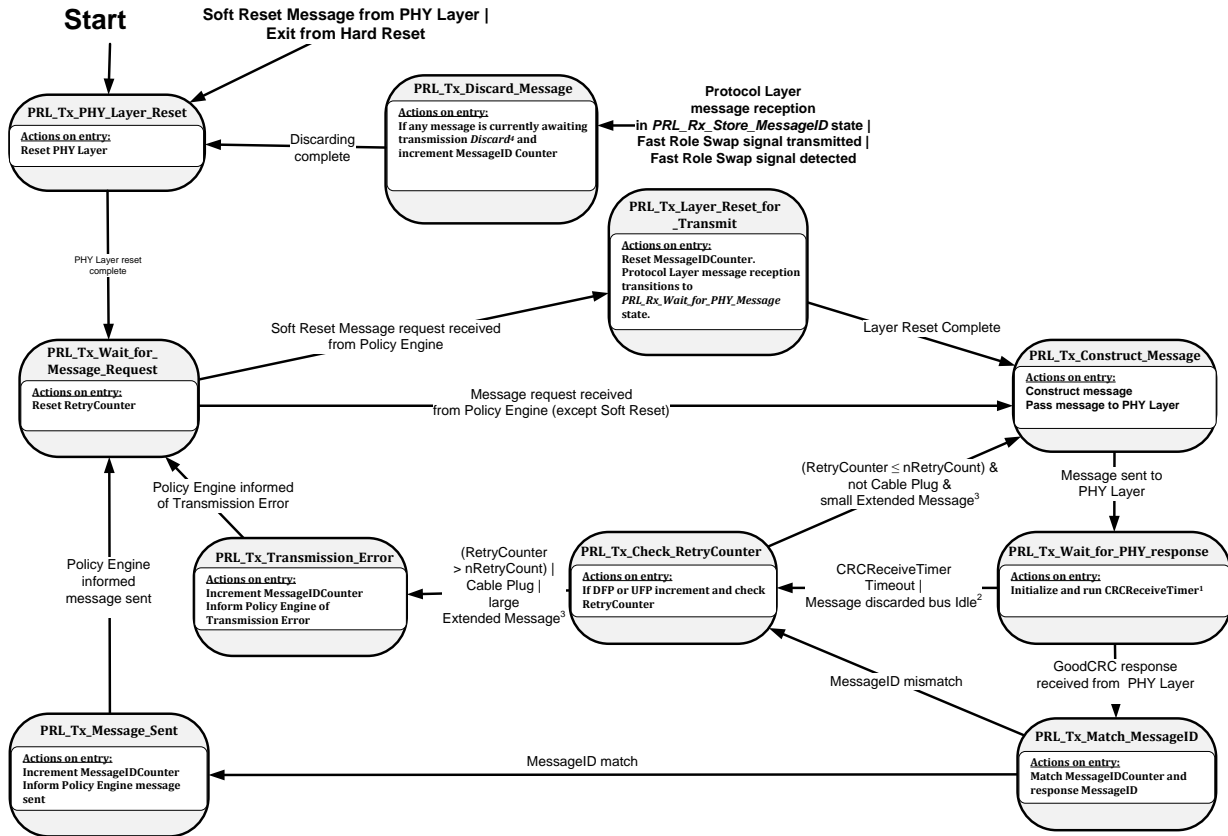 Start
Soft Reset Message from PHY Layer |
Exit from Hard Reset
PRL_Tx_PHY_Layer_Reset
Actions on entry:
Reset PHY Layer
Discarding
complete
PRL_Tx_Discard_Message
Actions on entry:
If any message is currently awaiting
transmission Discard⁴ and
increment MessageID Counter
Protocol Layer
message reception
in PRL_Rx_Store_MessageID state |
Fast Role Swap signal transmitted |
Fast Role Swap signal detected
PRL_Tx_Layer_Reset_for
_Transmit
Actions on entry:
Reset MessageIDCounter.
Protocol Layer message reception
transitions to
PRL_Rx_Wait_for_PHY_Message
state.
PHY Layer reset
complete
Soft Reset Message request received
from Policy Engine
Layer Reset Complete
PRL_Tx_Wait_for_
Message_Request
Actions on entry:
Reset RetryCounter
Message request received
from Policy Engine (except Soft Reset)
PRL_Tx_Construct_Message
Actions on entry:
Construct message
Pass message to PHY Layer
Policy Engine informed
of Transmission Error
(RetryCounter ≤ nRetryCount) &
not Cable Plug &
small Extended Message³
Message sent to
PHY Layer
Policy Engine
informed
message sent
PRL_Tx_Transmission_Error
Actions on entry:
Increment MessageIDCounter
Inform Policy Engine of
Transmission Error
(RetryCounter
> nRetryCount) |
Cable Plug |
large
Extended Message³
PRL_Tx_Check_RetryCounter
Actions on entry:
If DFP or UFP increment and check
RetryCounter
CRCReceiveTimer
Timeout |
Message discarded bus Idle²
PRL_Tx_Wait_for_PHY_response
Actions on entry:
Initialize and run CRCReceiveTimer¹
MessageID mismatch
GoodCRC response
received from PHY Layer
PRL_Tx_Message_Sent
Actions on entry:
Increment MessageIDCounter
Inform Policy Engine message
sent
MessageID match
PRL_Tx_Match_MessageID
Actions on entry:
Match MessageIDCounter and
response MessageID